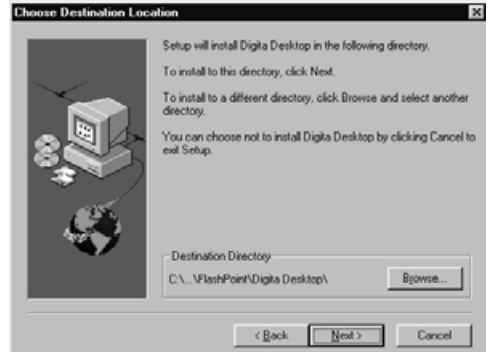 Choose Destination Location
Setup will install Digita Desktop in the following directory.
To install to this directory, click Next.
To install to a different directory, click Browse and select another
directory.
You can choose not to install Digita Desktop by clicking Cancel to
exit Setup.
Destination Directory
C:\...\FlashPoint\Digita Desktop\
Browse...
< Back
Next >
Cancel